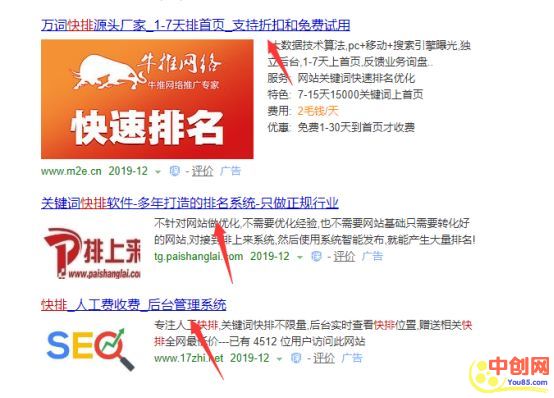 万词快排源头厂家_1-7天排首页_支持折扣和免费试用
牛推网络
牛推网络推广专家
快速排名
大数据技术算法,pc+移动+搜索引擎曝光,独
立后台,1-7天上首页,反馈业务询盘..
服务: 网站关键词快速排名优化
特色: 7-15天15000关键词上首页
费用: 2毛钱/天
优惠: 免费1-30天到首页才收费
www.m2e.cn 2019-12 - 评价 广告
关键词快排软件-多年打造的排名系统-只做正规行业
排上来
www.paishanglai.com
不针对网站做优化,不需要优化经验,也不需要网站基础只需要转化好
的网站,对接到排上来系统,然后使用系统智能发布,就能产生大量排名!
tg.paishanglai.com 2019-12 - 评价 广告
快排_人工费收费_后台管理系统
SEO
专注人工快排,关键词快排不限量,后台实时查看快排位置,赠送相关快
排全网最低价---已有 4512 位用户访问此网站
www.17zhi.net 2019-12 - 评价 广告
中创网
You85.com